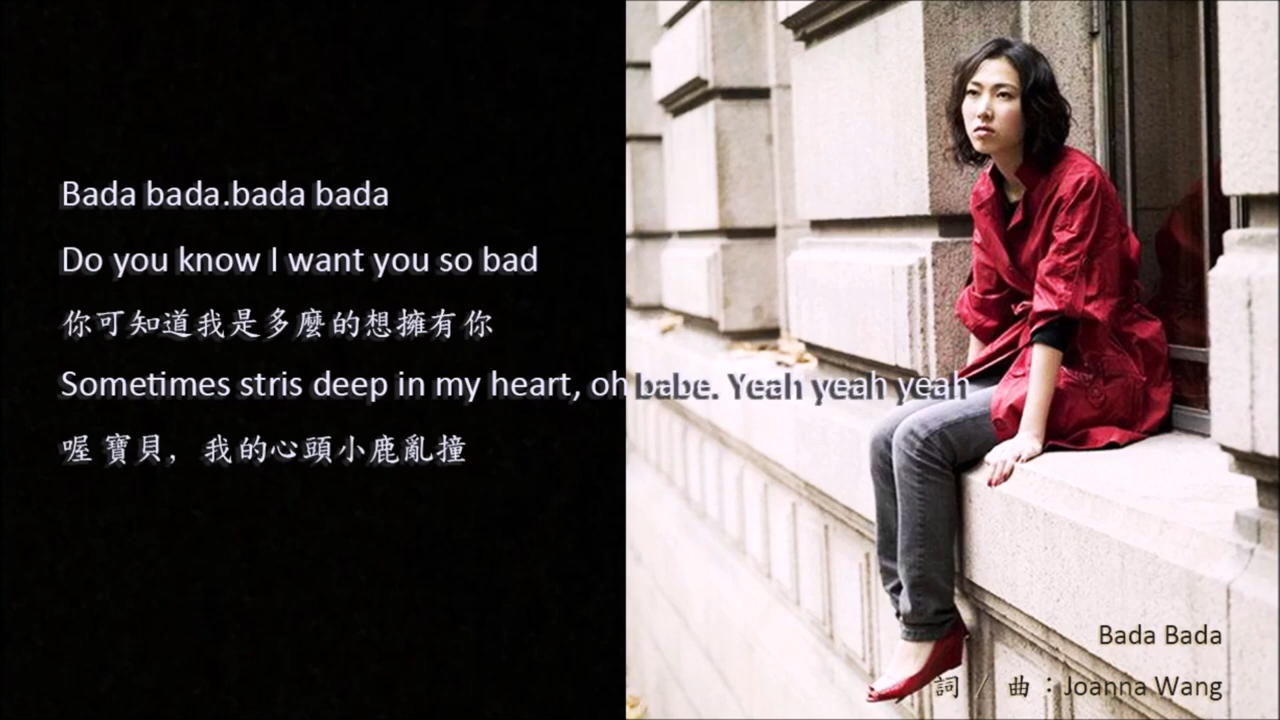 Bada bada.bada bada
Do you know I want you so bad
你可知道我是多麼的想擁有你
Sometimes stris deep in my heart, oh babe. Yeah yeah yeah
喔 寶貝, 我的心頭小鹿亂撞
Bada Bada
詞 / 曲：Joanna Wang